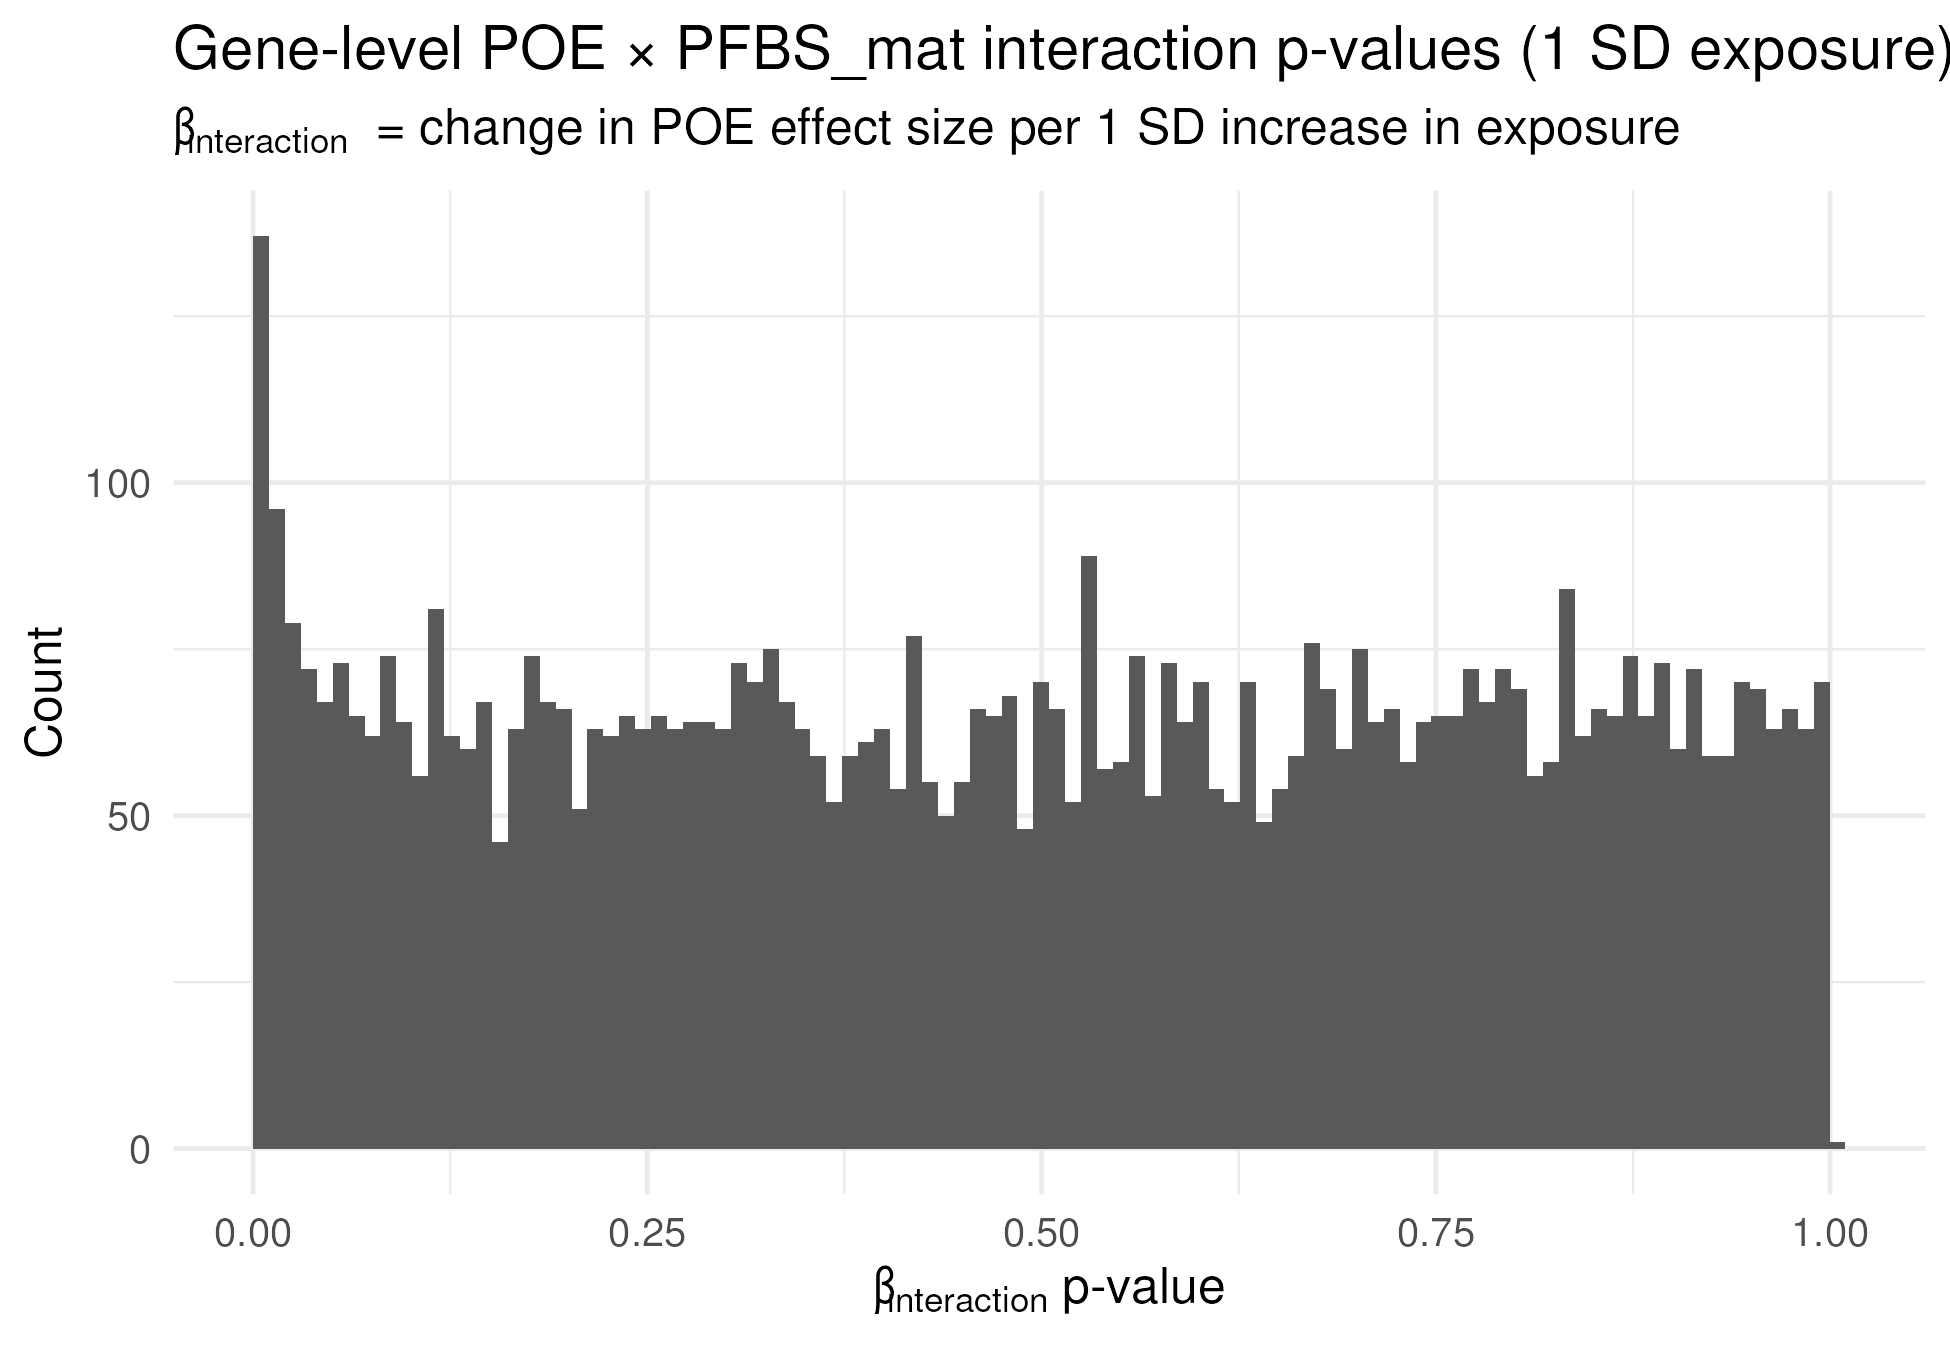 Gene-level POE × PFBS_mat interaction p-values (1 SD exposure)
βinteraction = change in POE effect size per 1 SD increase in exposure
Count
100
50
0
0.00 0.25 0.50 0.75 1.00
βinteraction p-value